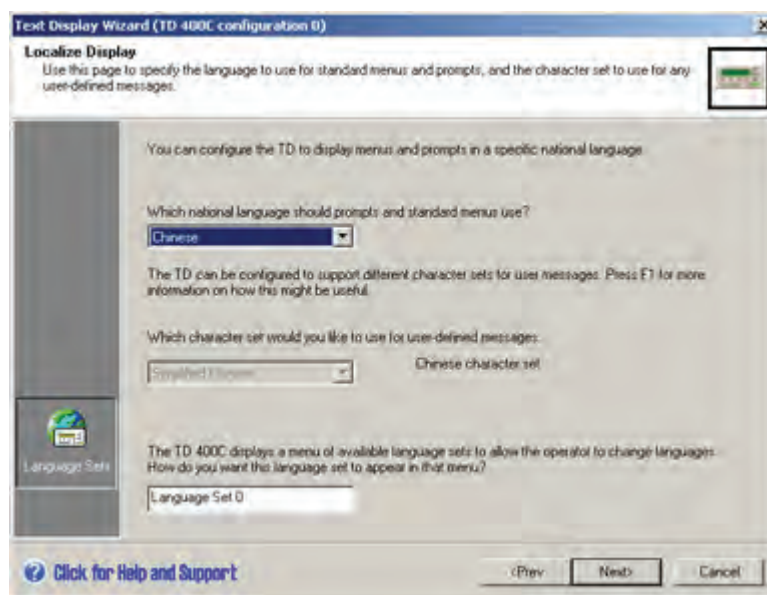 Text Display Wizard (TD 400C configuration 0)
Localize Display
Use this page to specify the language to use for standard menus and prompts, and the character set to use for any
user-defined messages.
You can configure the TD to display menus and prompts in a specific national language.
Which national language should prompts and standard menus use?
Chinese
The TD can be configured to support different character sets for user messages. Press F1 for more
information on how this might be useful.
Which character set would you like to use for user-defined messages.
Simplified Chinese
Chinese character set
Language Sets
The TD 400C displays a menu of available language sets to allow the operator to change languages.
How do you want this language set to appear in that menu?
Language Set 0
Click for Help and Support
<Prev
Next>
Cancel